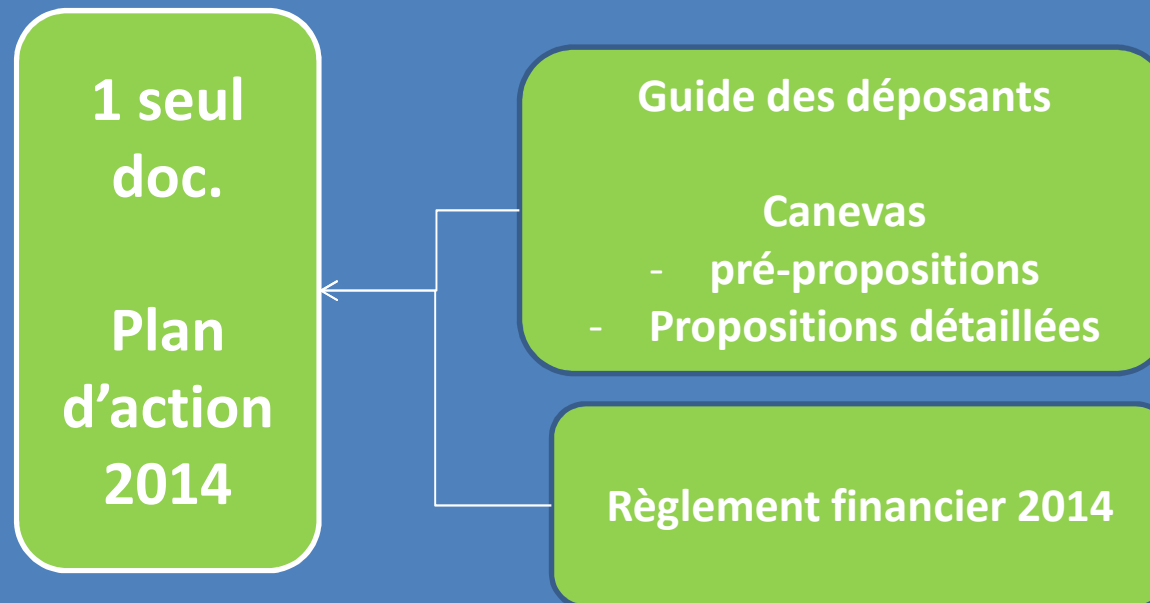 1 seul
doc.
Plan
d’action
2014
Guide des déposants
Canevas
- pré-propositions
- Propositions détaillées
Règlement financier 2014